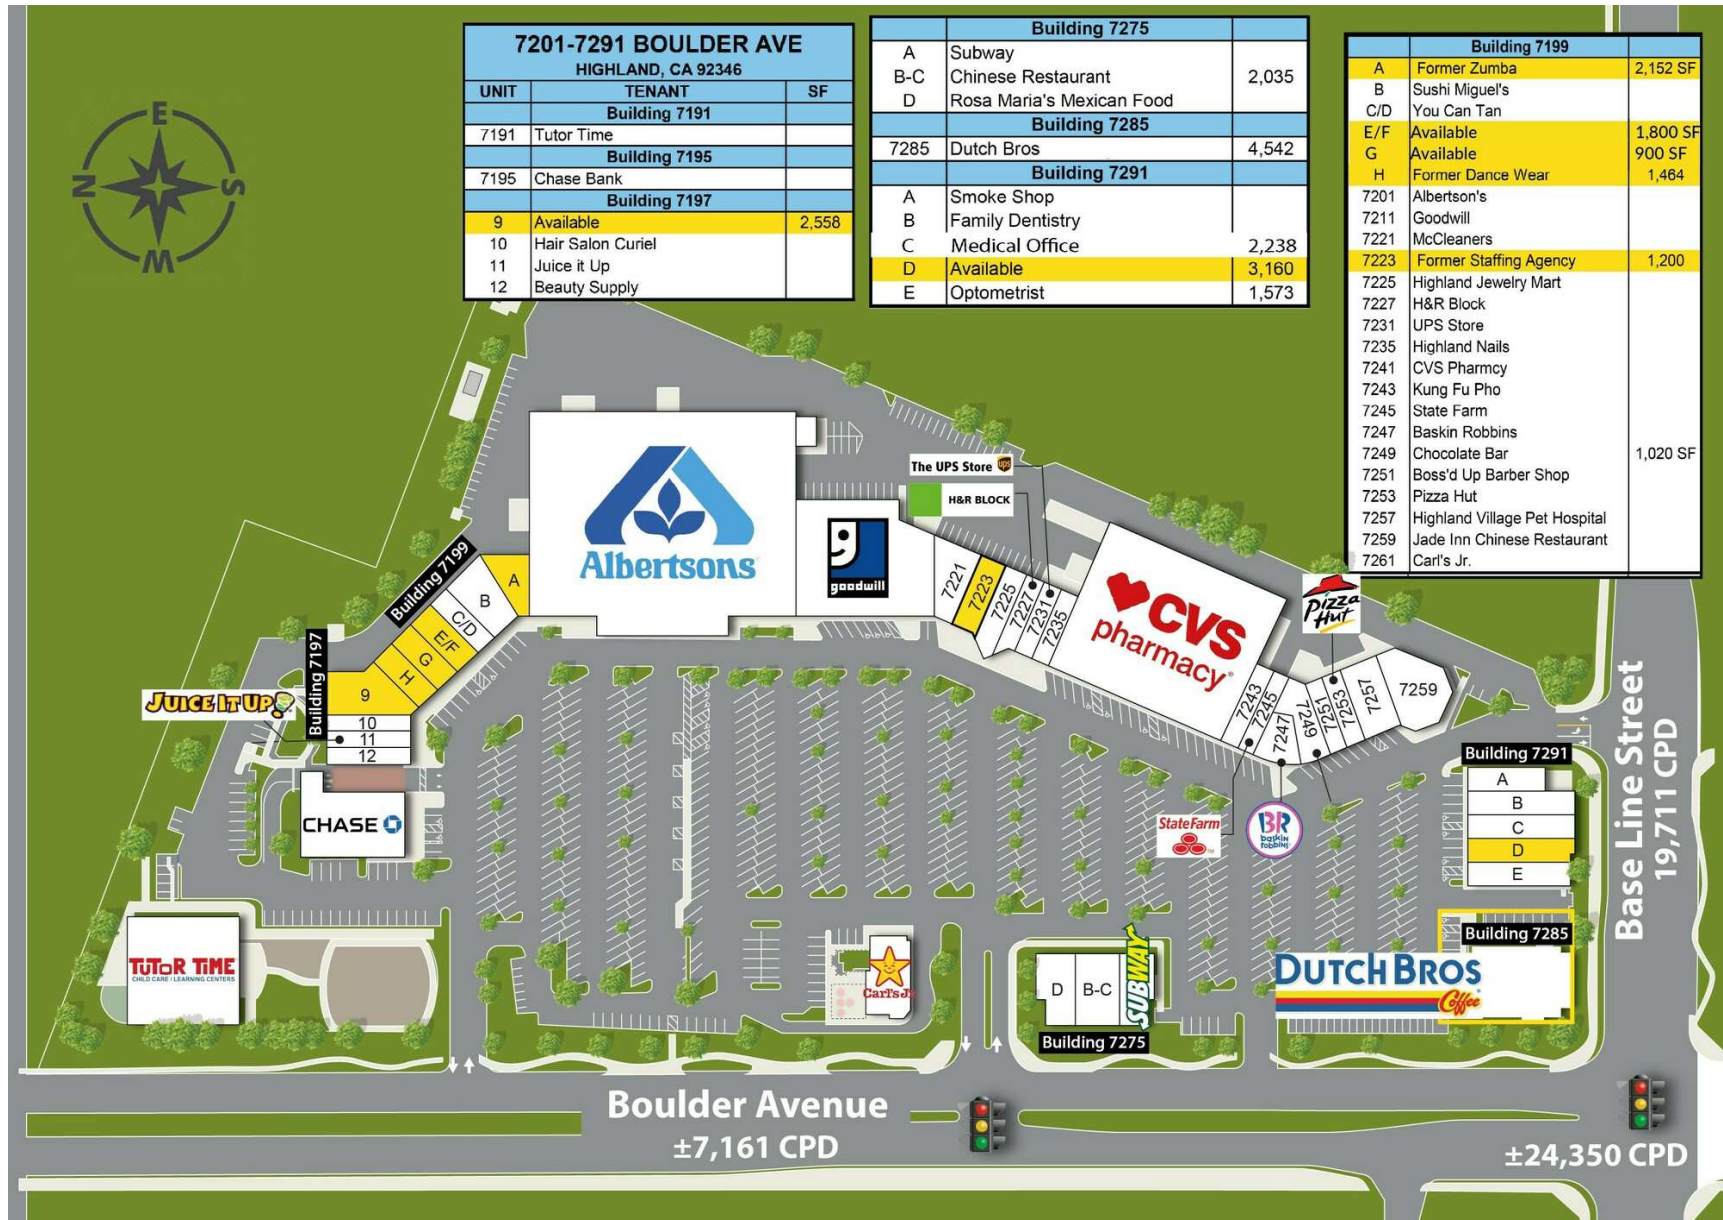 7201-7291 BOULDER AVE
HIGHLAND, CA 92346
UNIT TENANT SF
Building 7191
7191 Tutor Time
Building 7195
7195 Chase Bank
Building 7197
9 Available 2,558
10 Hair Salon Curiel
11 Juice it Up
12 Beauty Supply
Building 7275
A Subway
B-C Chinese Restaurant 2,035
D Rosa Maria's Mexican Food
Building 7285
7285 Dutch Bros 4,542
Building 7291
A Smoke Shop
B Family Dentistry
C Medical Office 2,238
D Available 3,160
E Optometrist 1,573
Building 7199
A Former Zumba 2,152 SF
B Sushi Miguel's
C/D You Can Tan
E/F Available 1,800 SF
G Available 900 SF
H Former Dance Wear 1,464
7201 Albertson's
7211 Goodwill
7221 McCleaners
7223 Former Staffing Agency 1,200
7225 Highland Jewelry Mart
7227 H&R Block
7231 UPS Store
7235 Highland Nails
7241 CVS Pharmcy
7243 Kung Fu Pho
7245 State Farm
7247 Baskin Robbins
7249 Chocolate Bar 1,020 SF
7251 Boss'd Up Barber Shop
7253 Pizza Hut
7257 Highland Village Pet Hospital
7259 Jade Inn Chinese Restaurant
7261 Carl's Jr.
E
N S
W
Albertsons
goodwill
The UPS Store ups
H&R BLOCK
CVS
pharmacy
Pizza
Hut
Building 7199
A
B
C/D
E/F
G
H
Building 7197
9
10
11
12
JUICE IT UP!
CHASE
TUTOR TIME
CHILD CARE / LEARNING CENTERS
7221
7223
7225
7227
7231
7235
7243
7245
7247
7249
7251
7253
7257
7259
State Farm
TM
BR
baskin
robbins
Building 7291
A
B
C
D
E
Building 7285
DUTCH BROS
Coffee
Carl's Jr
D B-C
SUBWAY
Building 7275
Boulder Avenue
±7,161 CPD
Base Line Street
19,711 CPD
±24,350 CPD